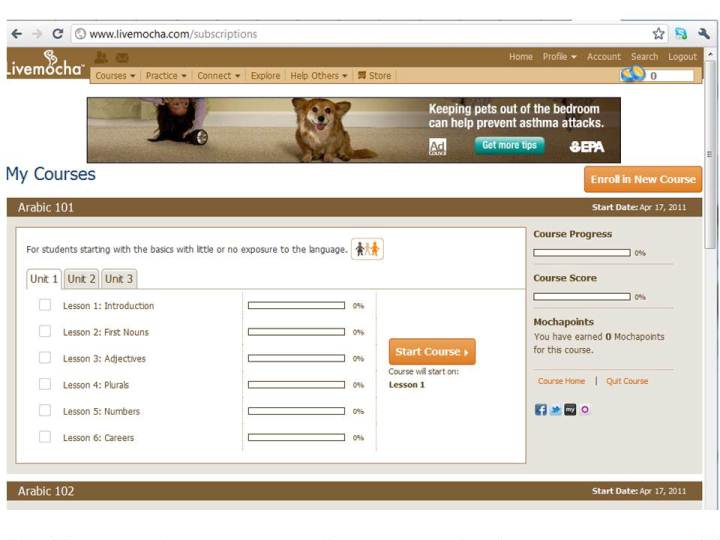 www.livemocha.com/subscriptions
Livemocha
Home Profile Account Search Logout
Courses Practice Connect Explore Help Others Store
0
Keeping pets out of the bedroom
can help prevent asthma attacks.
Ad
Council
Get more tips
EPA
My Courses
Enroll in New Course
Arabic 101
Start Date: Apr 17, 2011
For students starting with the basics with little or no exposure to the language.
Unit 1 Unit 2 Unit 3
Lesson 1: Introduction 0%
Lesson 2: First Nouns 0%
Lesson 3: Adjectives 0%
Lesson 4: Plurals 0%
Lesson 5: Numbers 0%
Lesson 6: Careers 0%
Start Course
Course will start on:
Lesson 1
Course Progress
0%
Course Score
0%
Mochapoints
You have earned 0 Mochapoints
for this course.
Course Home | Quit Course
my
Arabic 102
Start Date: Apr 17, 2011